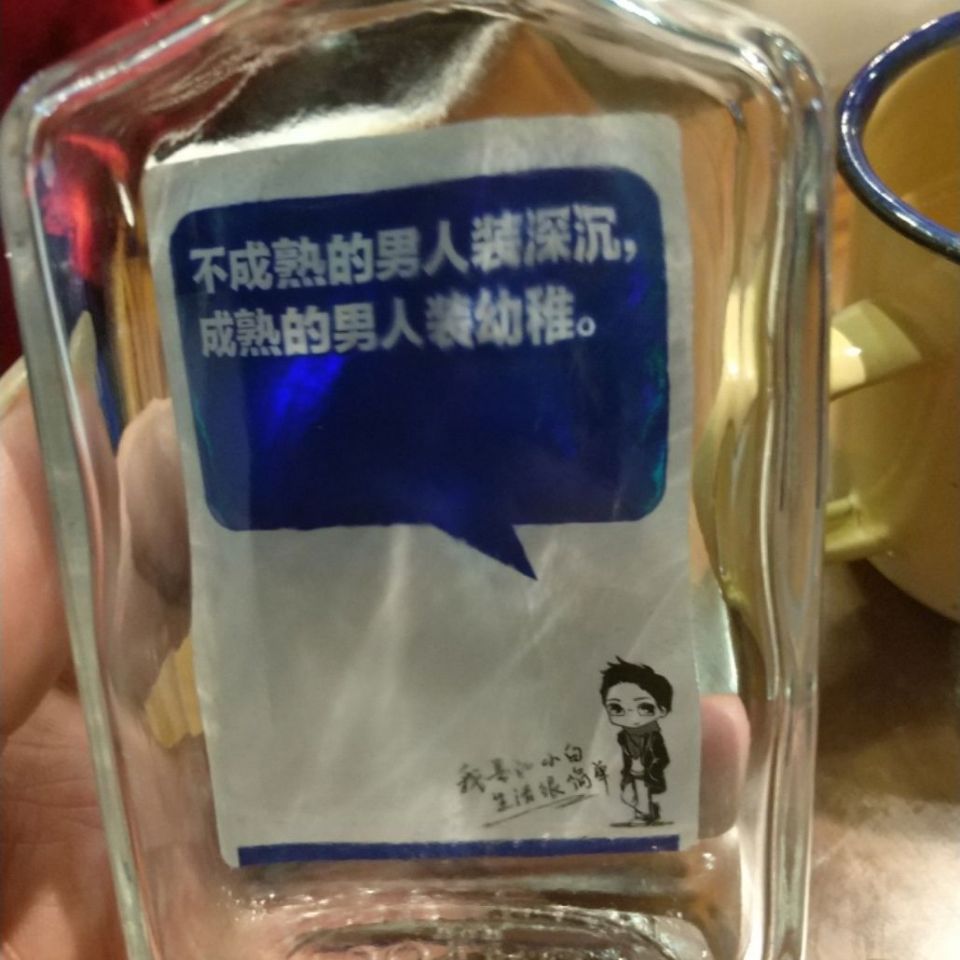 不成熟的男人装深沉，
成熟的男人装幼稚。
我是江小白
生活很简单